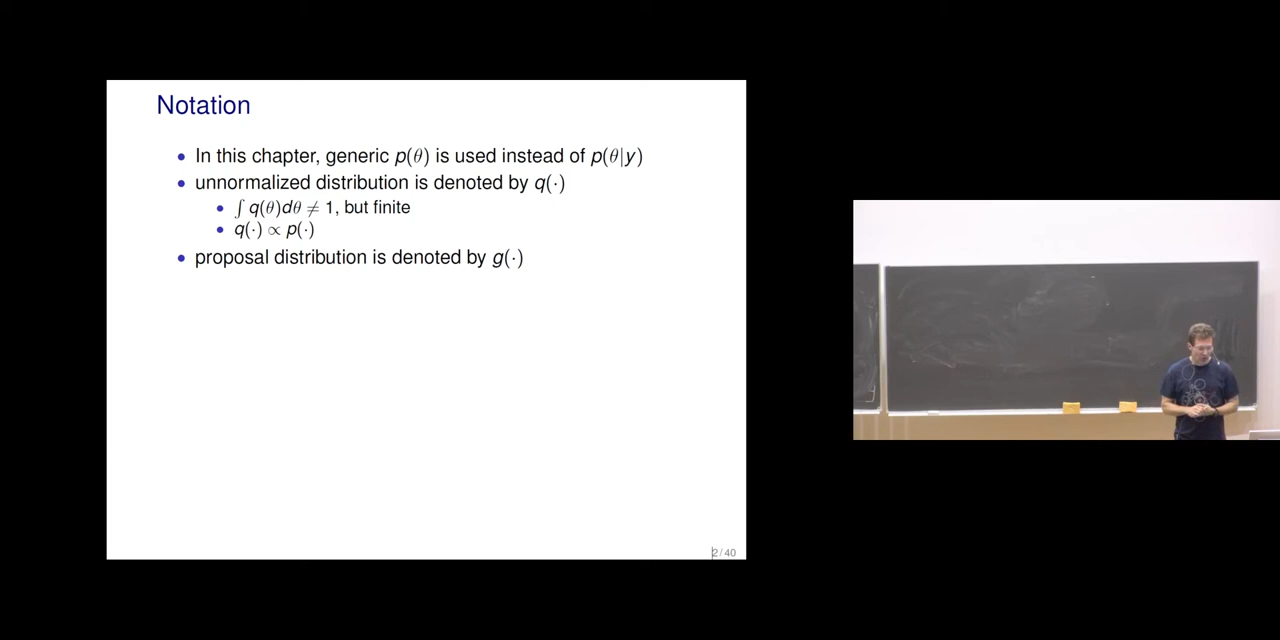 Notation
• In this chapter, generic p(θ) is used instead of p(θ|y)
• unnormalized distribution is denoted by q(·)
• ∫ q(θ)dθ ≠ 1, but finite
• q(·) ∝ p(·)
• proposal distribution is denoted by g(·)
2 / 40